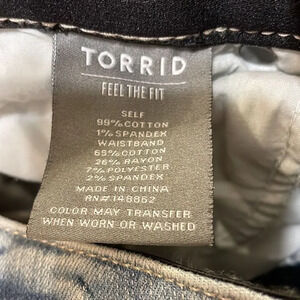 TORRID
FEEL THE FIT
SELF
99% COTTON
1% SPANDEX
WAISTBAND
65% COTTON
26% RAYON
7% POLYESTER
2% SPANDEX
MADE IN CHINA
RN# 148852
COLOR MAY TRANSFER
WHEN WORN OR WASHED